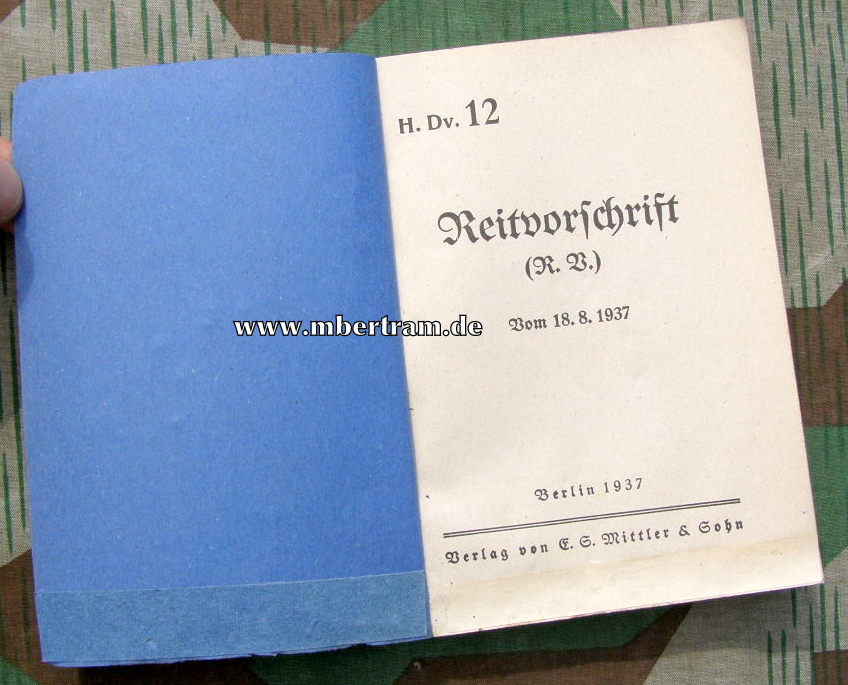 H. Dv. 12
Reitvorschrift
(R. V.)
Vom 18. 8. 1937
www.mbertram.de
Berlin 1937
Verlag von E. S. Mittler & Sohn